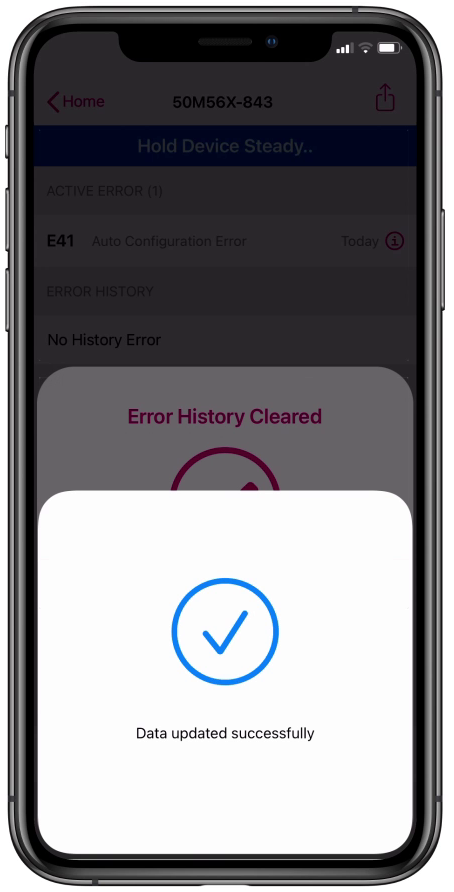 Home
50M56X-843
Hold Device Steady..
ACTIVE ERROR (1)
E41 Auto Configuration Error Today
ERROR HISTORY
No History Error
Error History Cleared
Data updated successfully